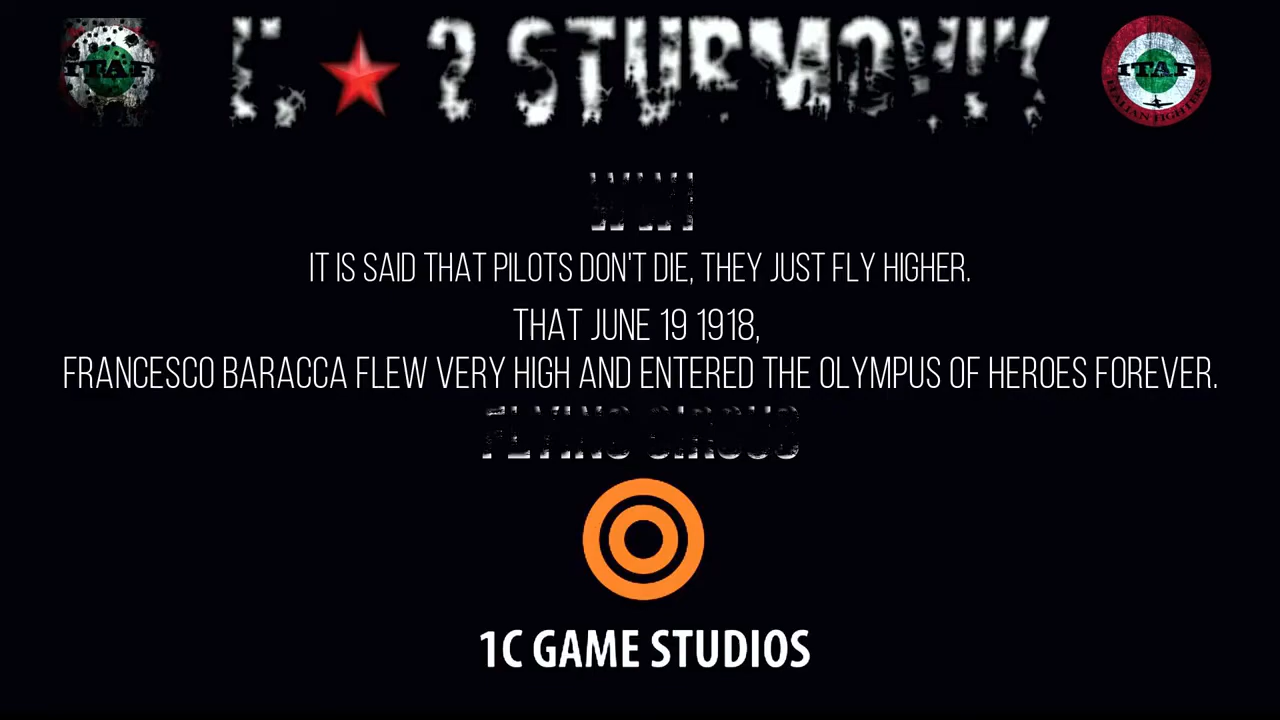 ITAF
★ 2 STURMOVIK
ITAF
ITALIAN FIGHTERS
WWI
IT IS SAID THAT PILOTS DON'T DIE, THEY JUST FLY HIGHER.
THAT JUNE 19 1918,
FRANCESCO BARACCA FLEW VERY HIGH AND ENTERED THE OLYMPUS OF HEROES FOREVER.
FLYING CIRCUS
1C GAME STUDIOS